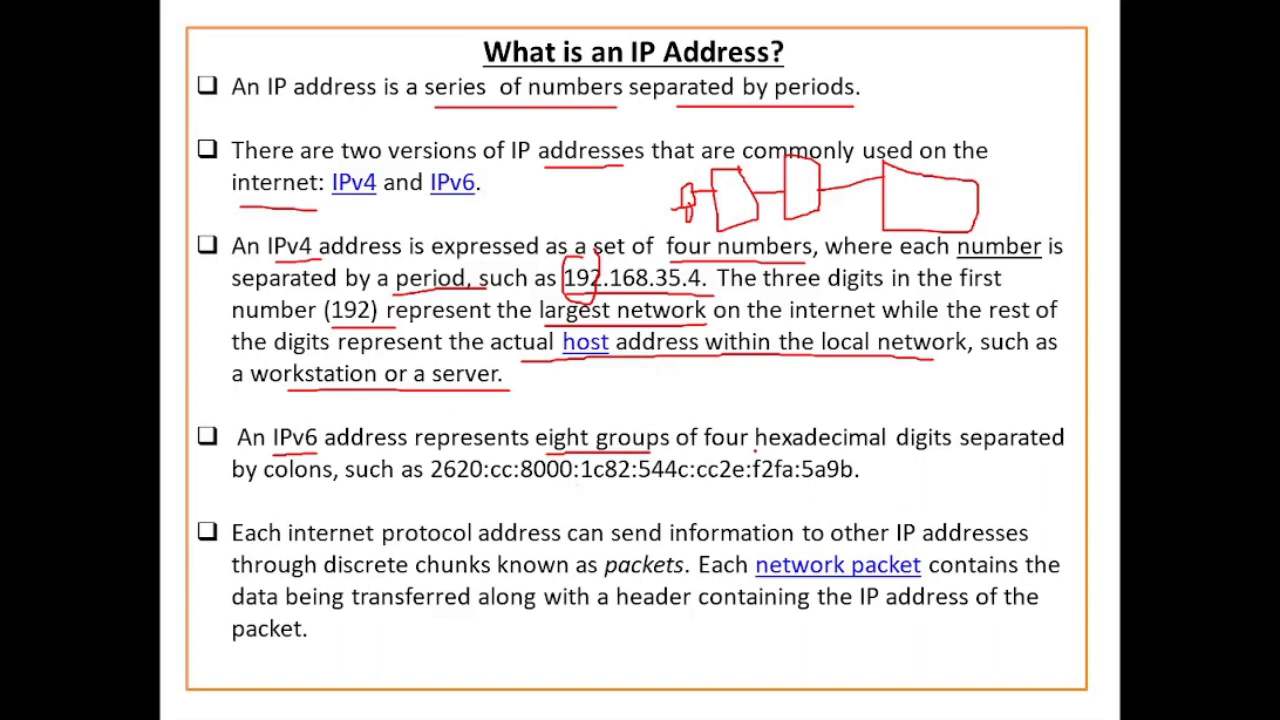 What is an IP Address?
❑ An IP address is a series of numbers separated by periods.
❑ There are two versions of IP addresses that are commonly used on the
internet: IPv4 and IPv6.
❑ An IPv4 address is expressed as a set of four numbers, where each number is
separated by a period, such as 192.168.35.4. The three digits in the first
number (192) represent the largest network on the internet while the rest of
the digits represent the actual host address within the local network, such as
a workstation or a server.
❑ An IPv6 address represents eight groups of four hexadecimal digits separated
by colons, such as 2620:cc:8000:1c82:544c:cc2e:f2fa:5a9b.
❑ Each internet protocol address can send information to other IP addresses
through discrete chunks known as packets. Each network packet contains the
data being transferred along with a header containing the IP address of the
packet.